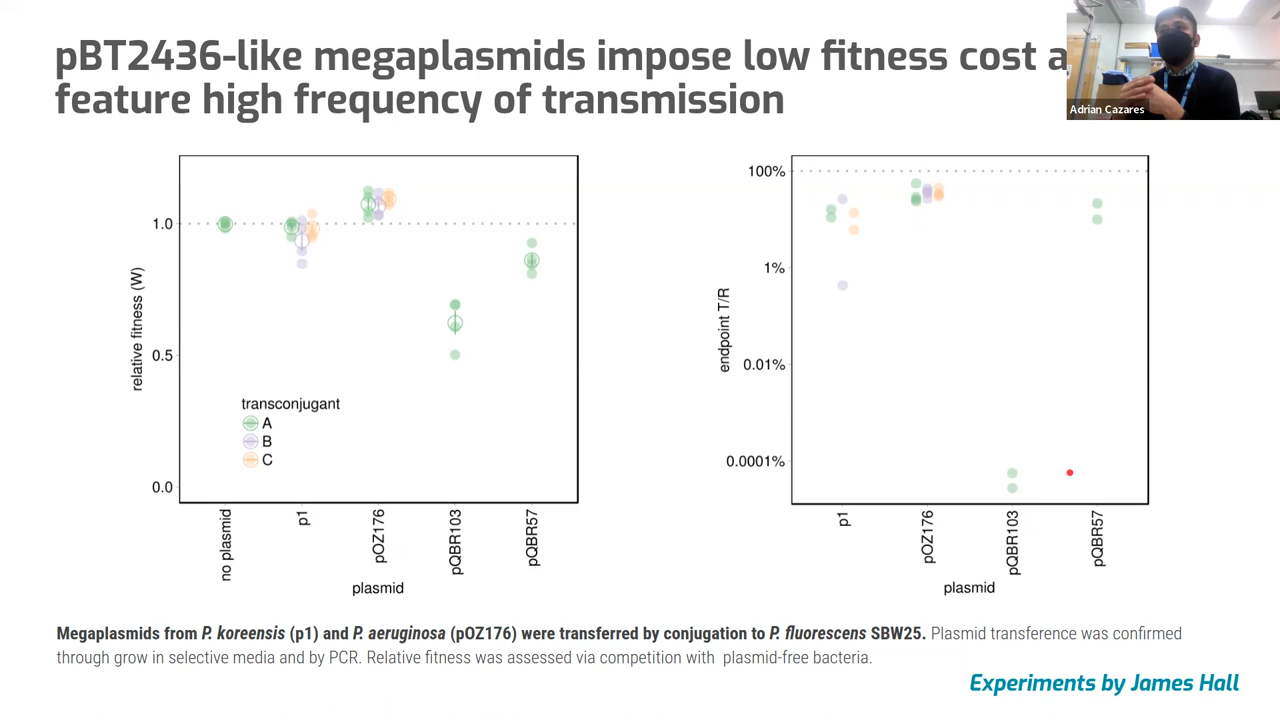 pBT2436-like megaplasmids impose low fitness cost a
feature high frequency of transmission
Adrian Cazares
relative fitness (W)
1.0
0.5
0.0
transconjugant
A
B
C
no plasmid
p1
pOZ176
pQBR103
pQBR57
plasmid
endpoint T/R
100%
1%
0.01%
0.0001%
p1
pOZ176
pQBR103
pQBR57
plasmid
Megaplasmids from P. koreensis (p1) and P. aeruginosa (pOZ176) were transferred by conjugation to P. fluorescens SBW25. Plasmid transference was confirmed
through grow in selective media and by PCR. Relative fitness was assessed via competition with plasmid-free bacteria.
Experiments by James Hall